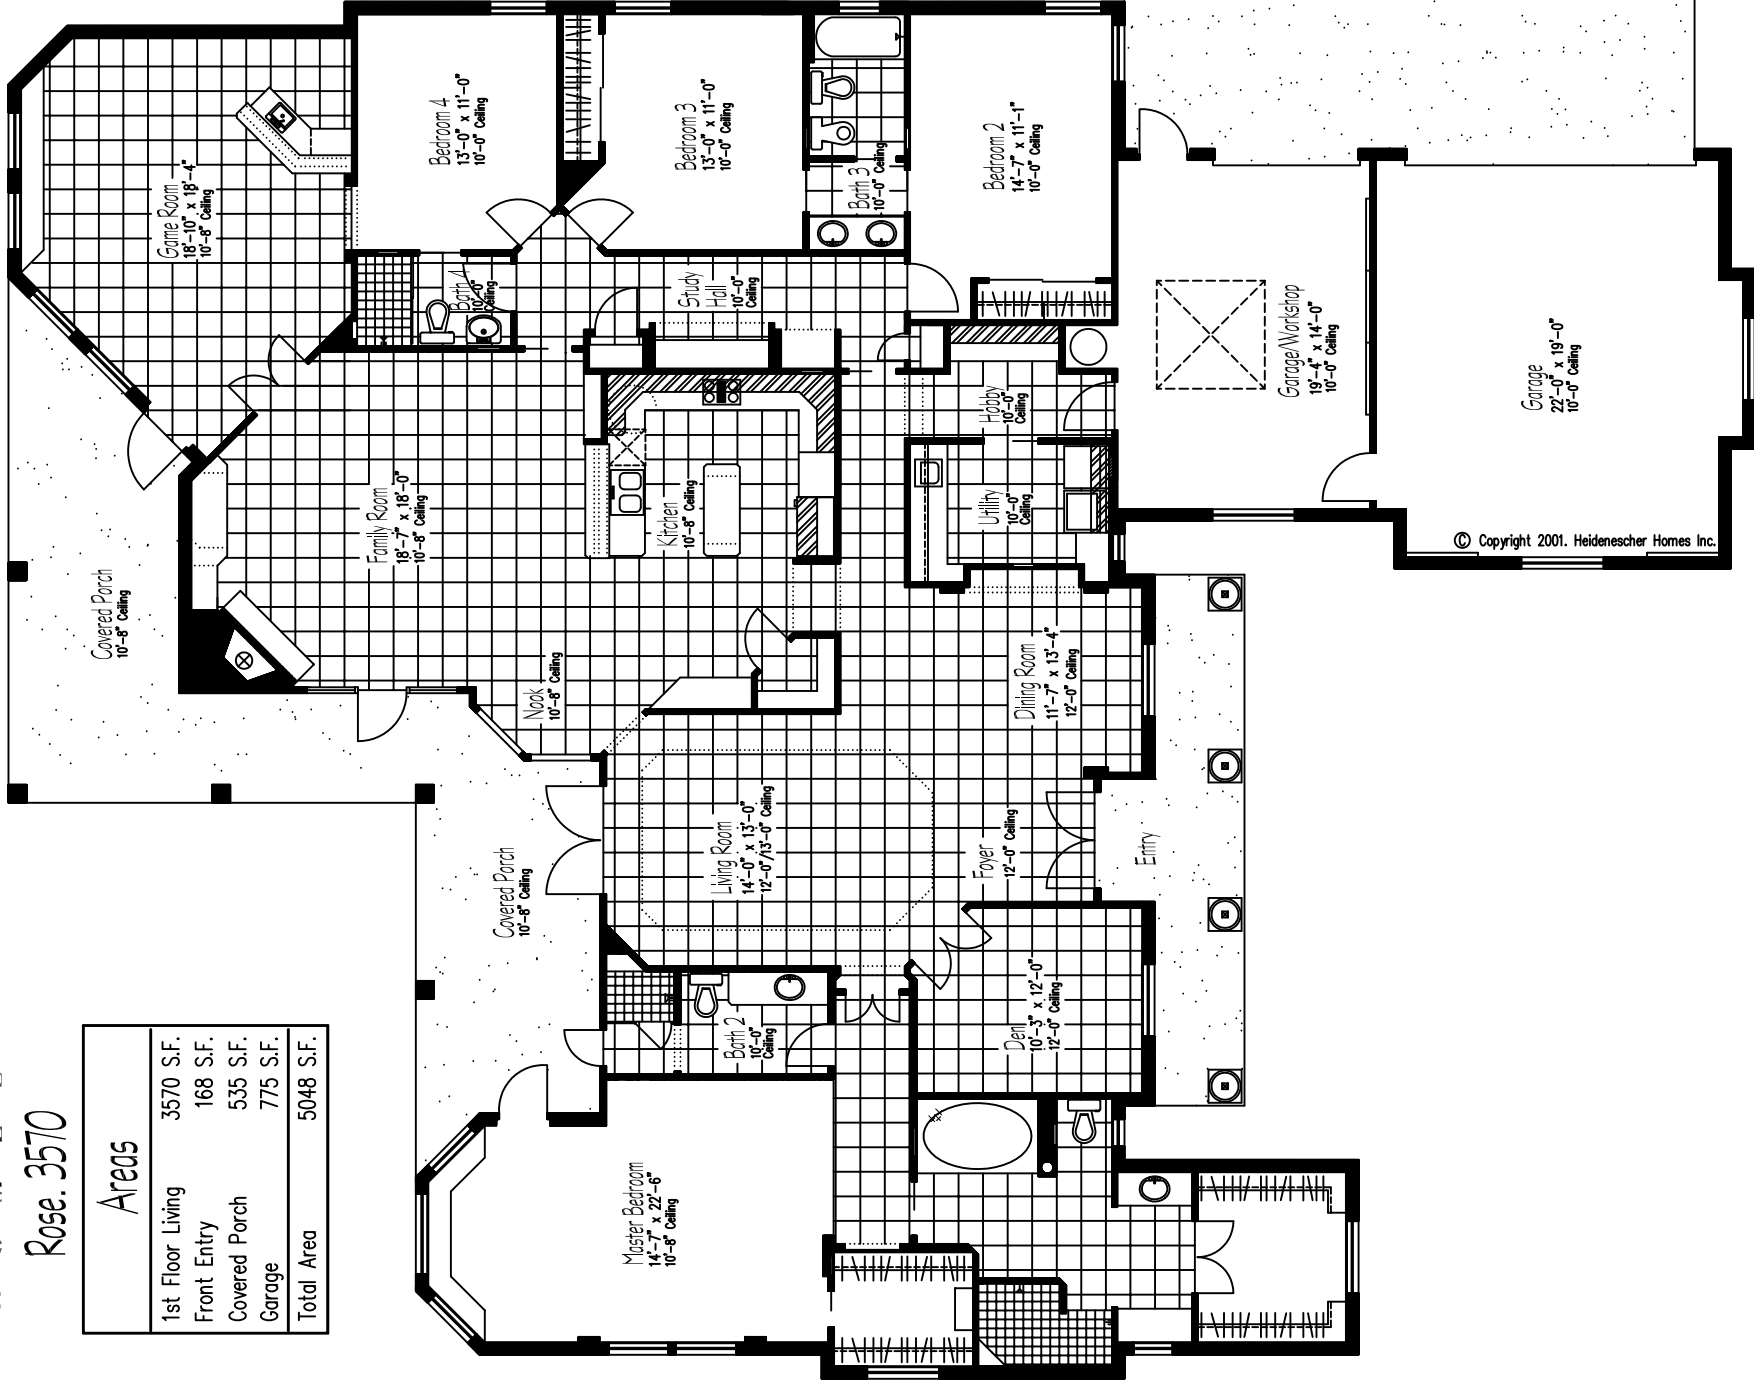 Rose. 3570
Areas
1st Floor Living 3570 S.F.
Front Entry 168 S.F.
Covered Porch 535 S.F.
Garage 775 S.F.
Total Area 5048 S.F.
Game Room
18'-10" x 18'-4"
10'-8" Ceiling
Bedroom 4
13'-0" x 11'-0"
10'-0" Ceiling
Bedroom 3
13'-0" x 11'-0"
10'-0" Ceiling
Bath 3
10'-0" Ceiling
Bedroom 2
14'-7" x 11'-1"
10'-0" Ceiling
Bath 4
10'-0"
Ceiling
Study
Hall
10'-0"
Ceiling
Garage/Workshop
19'-4" x 14'-0"
10'-0" Ceiling
Garage
22'-0" x 19'-0"
10'-0" Ceiling
Hobby
10'-0"
Ceiling
Utility
10'-0"
Ceiling
Family Room
18'-7" x 18'-0"
10'-8" Ceiling
Kitchen
10'-8" Ceiling
Covered Porch
10'-8" Ceiling
Nook
10'-8" Ceiling
Dining Room
11'-7" x 13'-4"
12'-0" Ceiling
Living Room
14'-0" x 13'-0"
12'-0"/13'-0" Ceiling
Foyer
12'-0" Ceiling
Entry
Covered Porch
10'-8" Ceiling
Bath 2
10'-0"
Ceiling
Den
10'-3" x 12'-0"
12'-0" Ceiling
Master Bedroom
14'-7" x 22'-6"
10'-8" Ceiling
© Copyright 2001. Heidenescher Homes Inc.